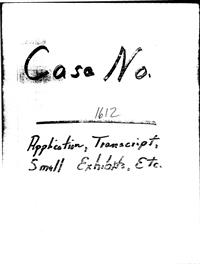 Case No.
1612
Application, Transcript,
Small Exhibits, Etc.